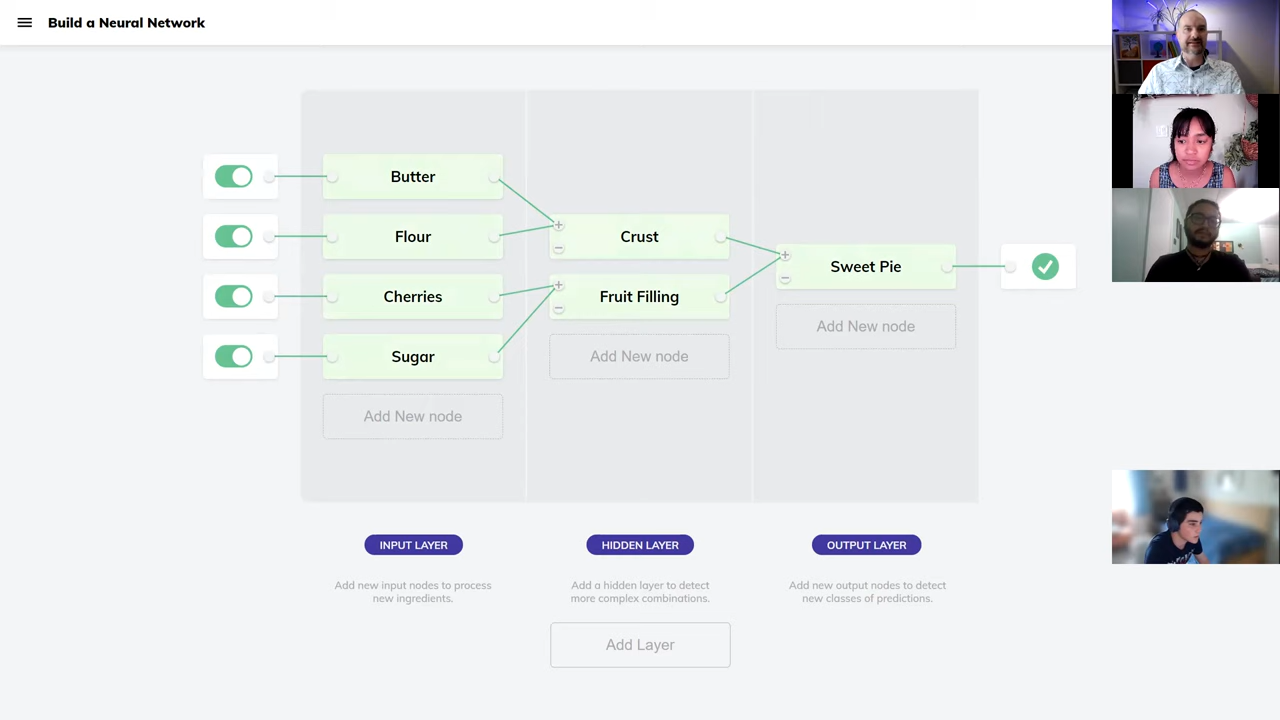 Build a Neural Network
Butter
Flour
Cherries
Sugar
Add New node
Crust
Fruit Filling
Add New node
Sweet Pie
Add New node
INPUT LAYER
Add new input nodes to process
new ingredients.
HIDDEN LAYER
Add a hidden layer to detect
more complex combinations.
Add Layer
OUTPUT LAYER
Add new output nodes to detect
new classes of predictions.